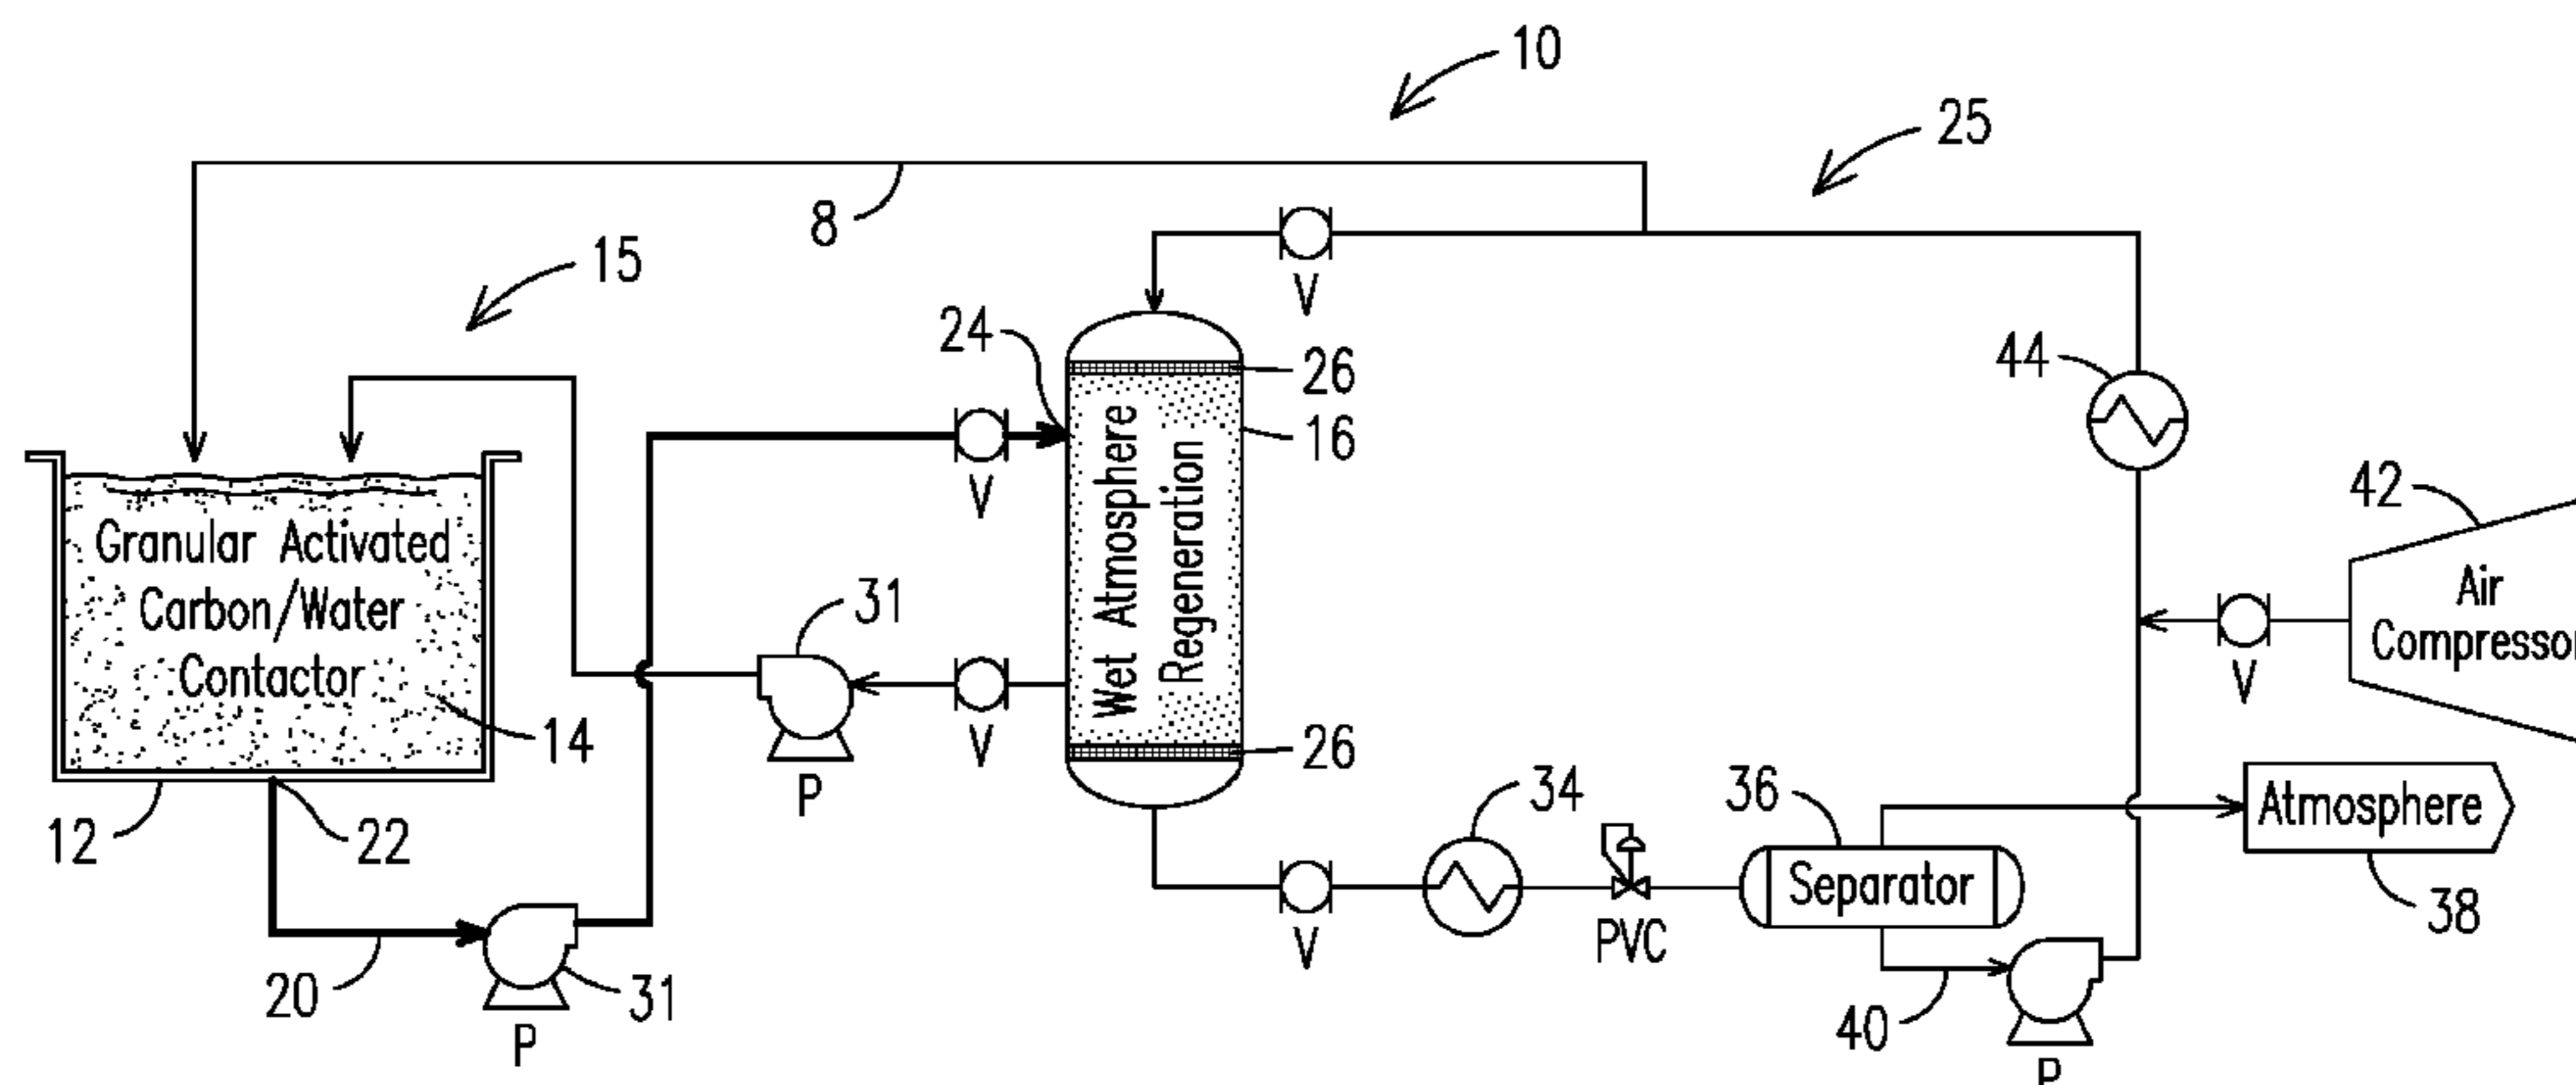 10
25
8
15
V
24
26
44
16
42
V
Granular Activated
Carbon/Water
Contactor
Wet Atmosphere
Regeneration
Air
31
V
14
V
26
P
34
36
Atmosphere
12
22
Separator
38
V
PVC
20
31
40
P
P